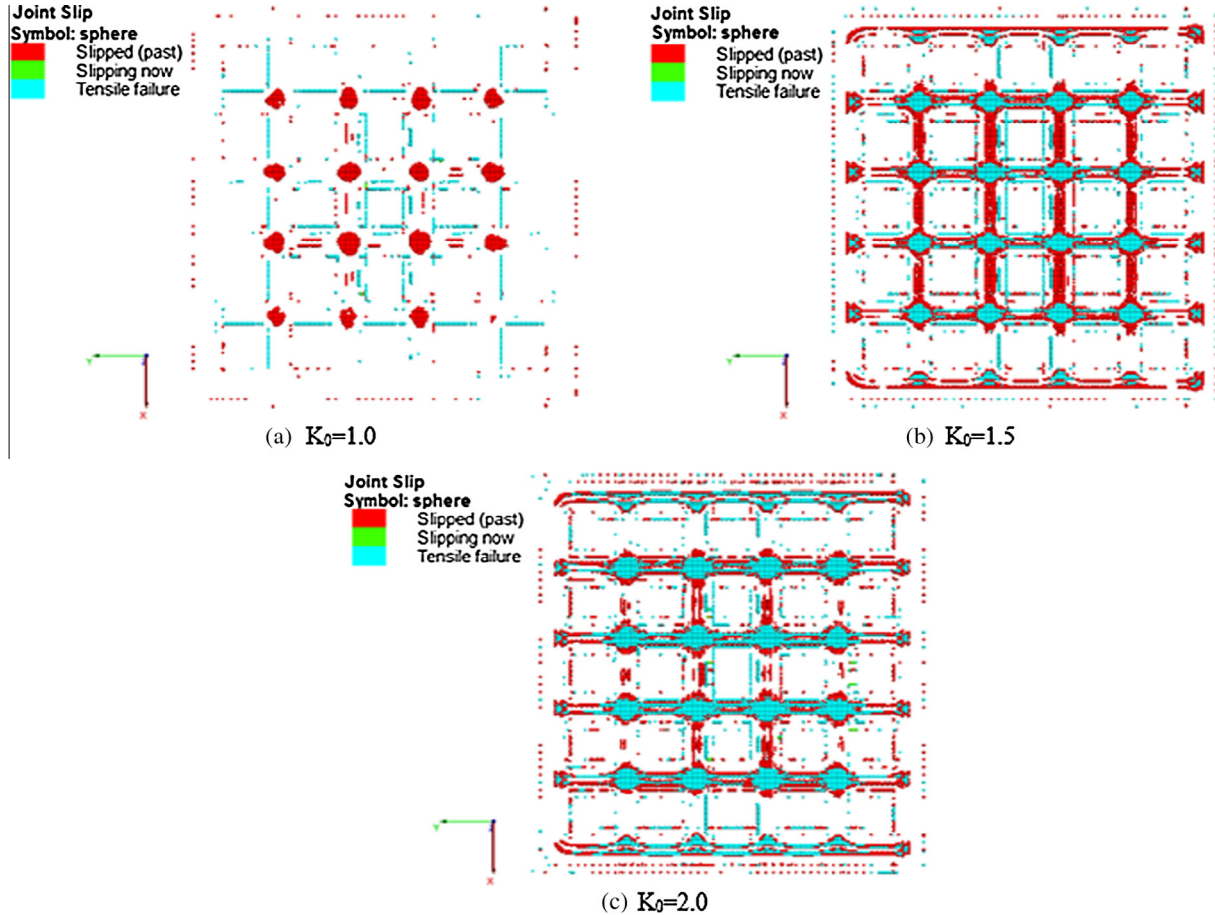 Joint Slip
Symbol: sphere
Slipped (past)
Slipping now
Tensile failure
Y
X
(a) K₀=1.0
Joint Slip
Symbol: sphere
Slipped (past)
Slipping now
Tensile failure
Y
X
(b) K₀=1.5
Joint Slip
Symbol: sphere
Slipped (past)
Slipping now
Tensile failure
Y
X
(c) K₀=2.0